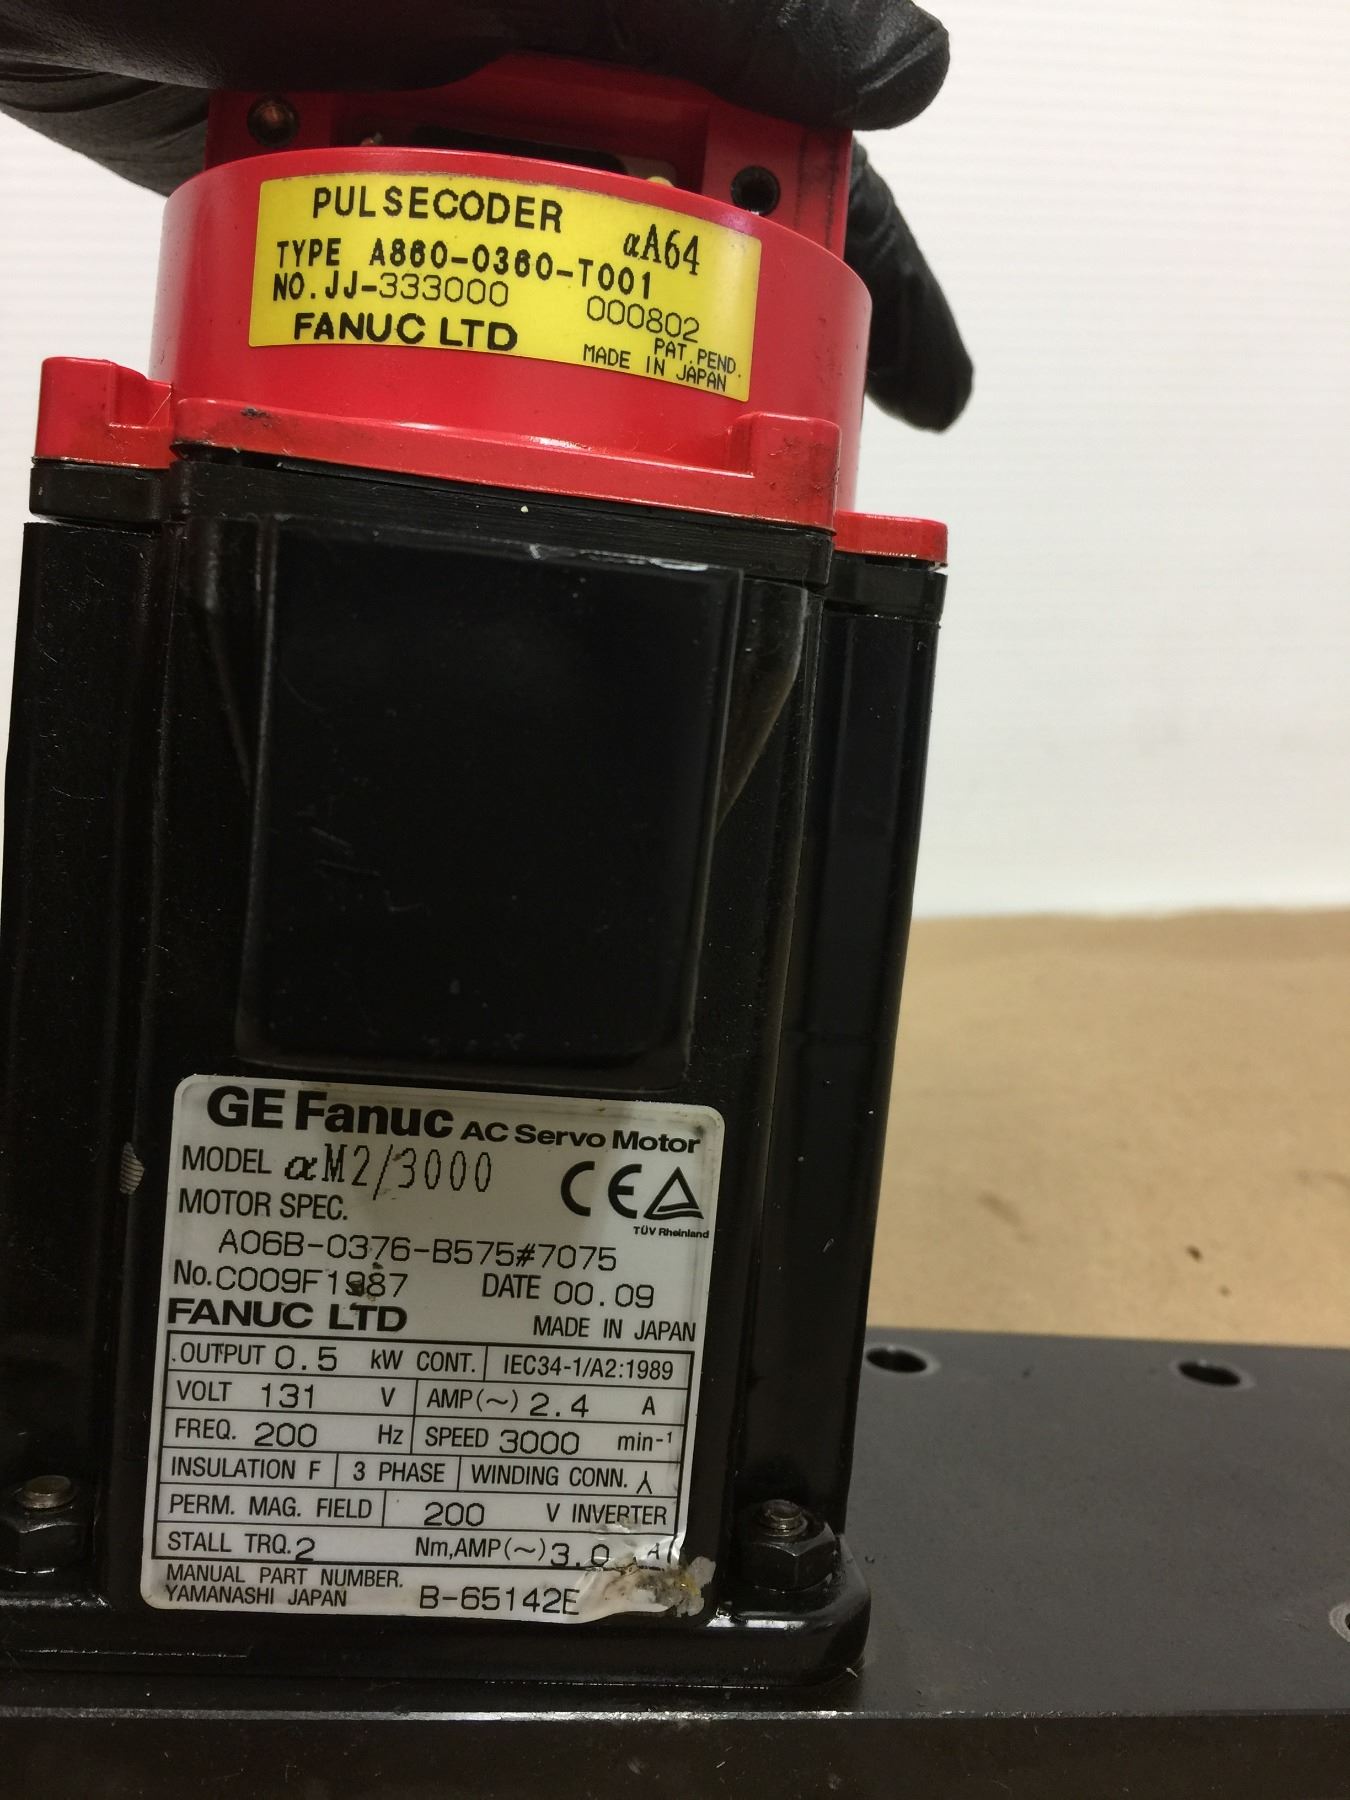 PULSECODER αA64
TYPE A860-0360-T001
NO.JJ-333000 000802
FANUC LTD PAT.PEND.
MADE IN JAPAN
GE Fanuc AC Servo Motor
MODEL αM2/3000 CE
MOTOR SPEC. TÜV Rheinland
A06B-0376-B575#7075
No.C009F1987 DATE 00.09
FANUC LTD MADE IN JAPAN
OUTPUT 0.5 kW CONT. IEC34-1/A2:1989
VOLT 131 V AMP(~) 2.4 A
FREQ. 200 Hz SPEED 3000 min-¹
INSULATION F 3 PHASE WINDING CONN. Y
PERM. MAG. FIELD 200 V INVERTER
STALL TRQ.2 Nm,AMP(~)3.0 A
MANUAL PART NUMBER.
YAMANASHI JAPAN B-65142E